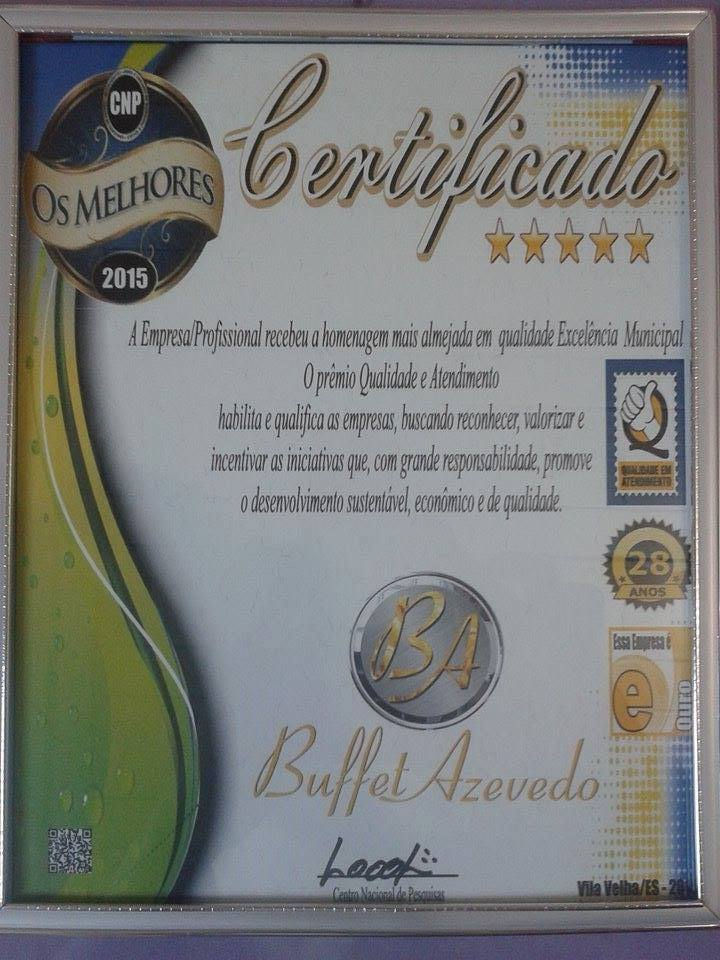 CNP
OS MELHORES
2015
Certificado
A Empresa/Profissional recebeu a homenagem mais almejada em qualidade Excelência Municipal
O prêmio Qualidade e Atendimento
habilita e qualifica as empresas, buscando reconhecer, valorizar e
incentivar as iniciativas que, com grande responsabilidade, promove
o desenvolvimento sustentável, econômico e de qualidade.
QUALIDADE EM
ATENDIMENTO
28
ANOS
Essa Empresa é
e
Ouro
BA
Buffet Azevedo
Centro Nacional de Pesquisas
Vila Velha/ES -